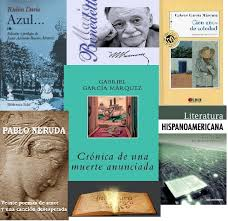 Rubén Darío
Azul...
Benedetti
Gabriel García Márquez
Cien años
de soledad
GABRIEL
GARCÍA MÁRQUEZ
Crónica de una
muerte anunciada
PABLO NERUDA
Veinte poemas de amor
y una canción desesperada
Literatura
HISPANOAMERICANA